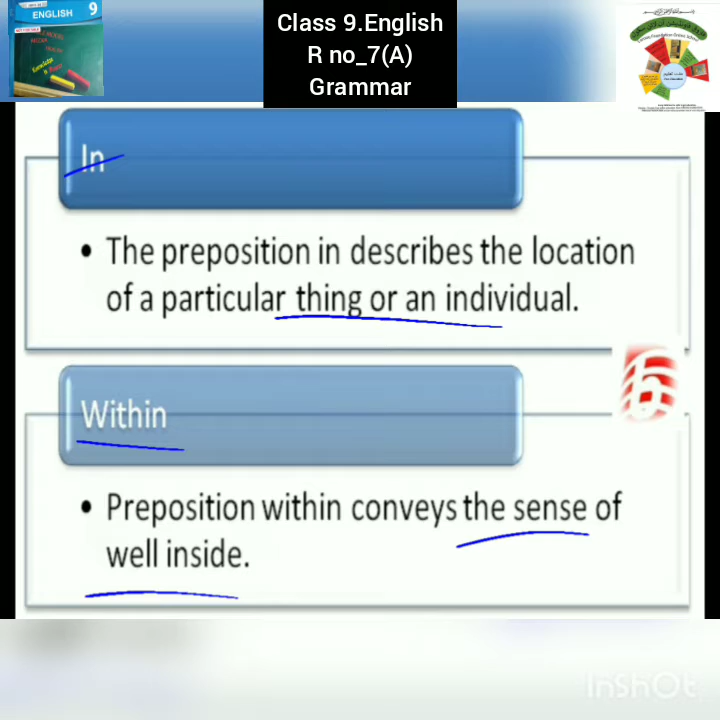 ENGLISH 9
Class 9.English
R no_7(A)
Grammar
In
• The preposition in describes the location
of a particular thing or an individual.
Within
• Preposition within conveys the sense of
well inside.
InShOt